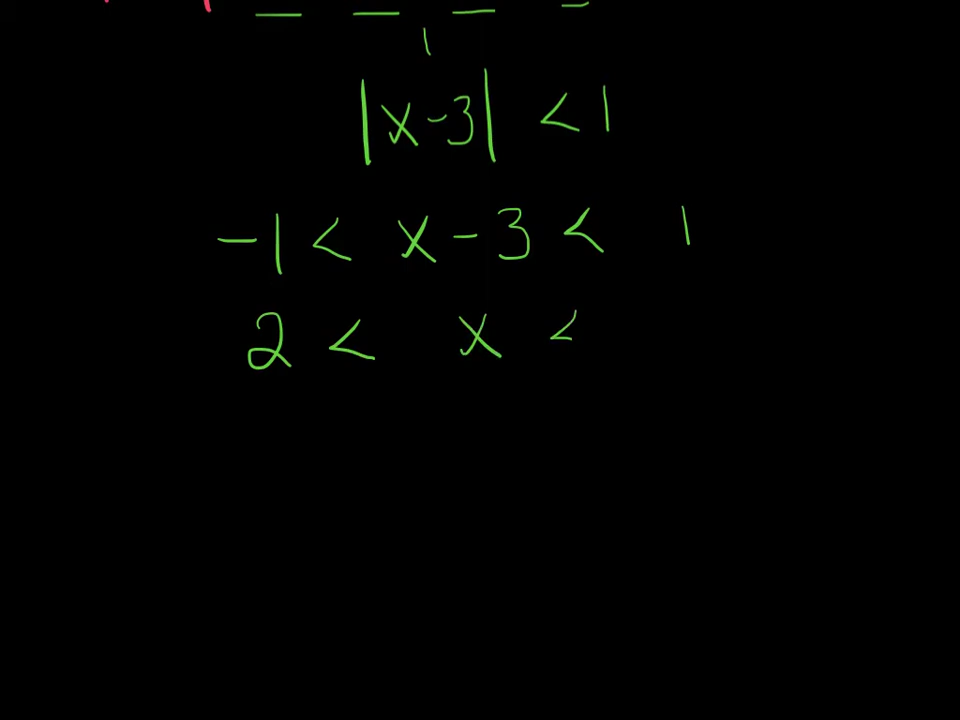 |x-3| < 1
-1 < x - 3 < 1
2 < x <